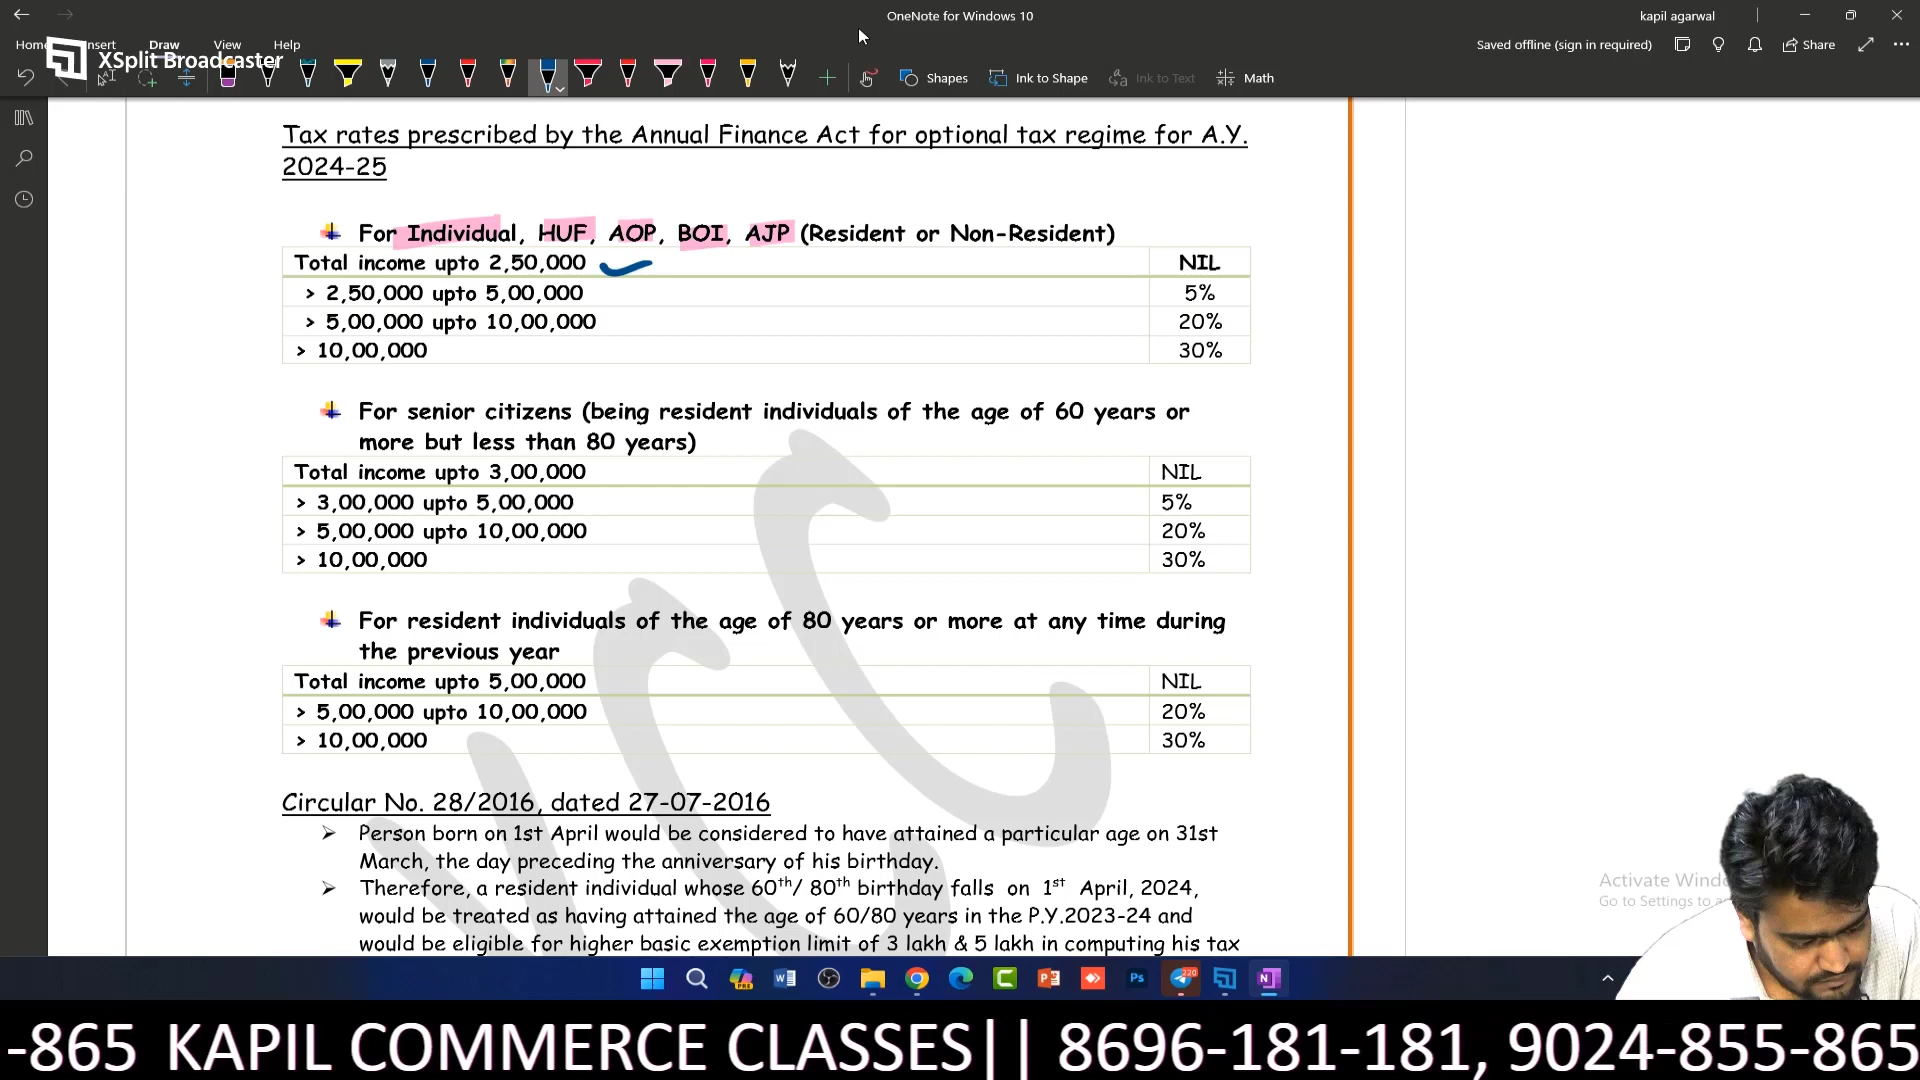 OneNote for Windows 10
kapil agarwal
Home Insert Draw View Help
XSplit Broadcaster
Saved offline (sign in required)
Share
Shapes
Ink to Shape
Ink to Text
Math
Tax rates prescribed by the Annual Finance Act for optional tax regime for A.Y.
2024-25
For Individual, HUF, AOP, BOI, AJP (Resident or Non-Resident)
Total income upto 2,50,000 NIL
> 2,50,000 upto 5,00,000 5%
> 5,00,000 upto 10,00,000 20%
> 10,00,000 30%
For senior citizens (being resident individuals of the age of 60 years or
more but less than 80 years)
Total income upto 3,00,000 NIL
> 3,00,000 upto 5,00,000 5%
> 5,00,000 upto 10,00,000 20%
> 10,00,000 30%
For resident individuals of the age of 80 years or more at any time during
the previous year
Total income upto 5,00,000 NIL
> 5,00,000 upto 10,00,000 20%
> 10,00,000 30%
Circular No. 28/2016, dated 27-07-2016
Person born on 1st April would be considered to have attained a particular age on 31st
March, the day preceding the anniversary of his birthday.
Therefore, a resident individual whose 60th/ 80th birthday falls on 1st April, 2024,
would be treated as having attained the age of 60/80 years in the P.Y.2023-24 and
would be eligible for higher basic exemption limit of 3 lakh & 5 lakh in computing his tax
Activate
Go to Settings to
-865 KAPIL COMMERCE CLASSES|| 8696-181-181, 9024-855-865